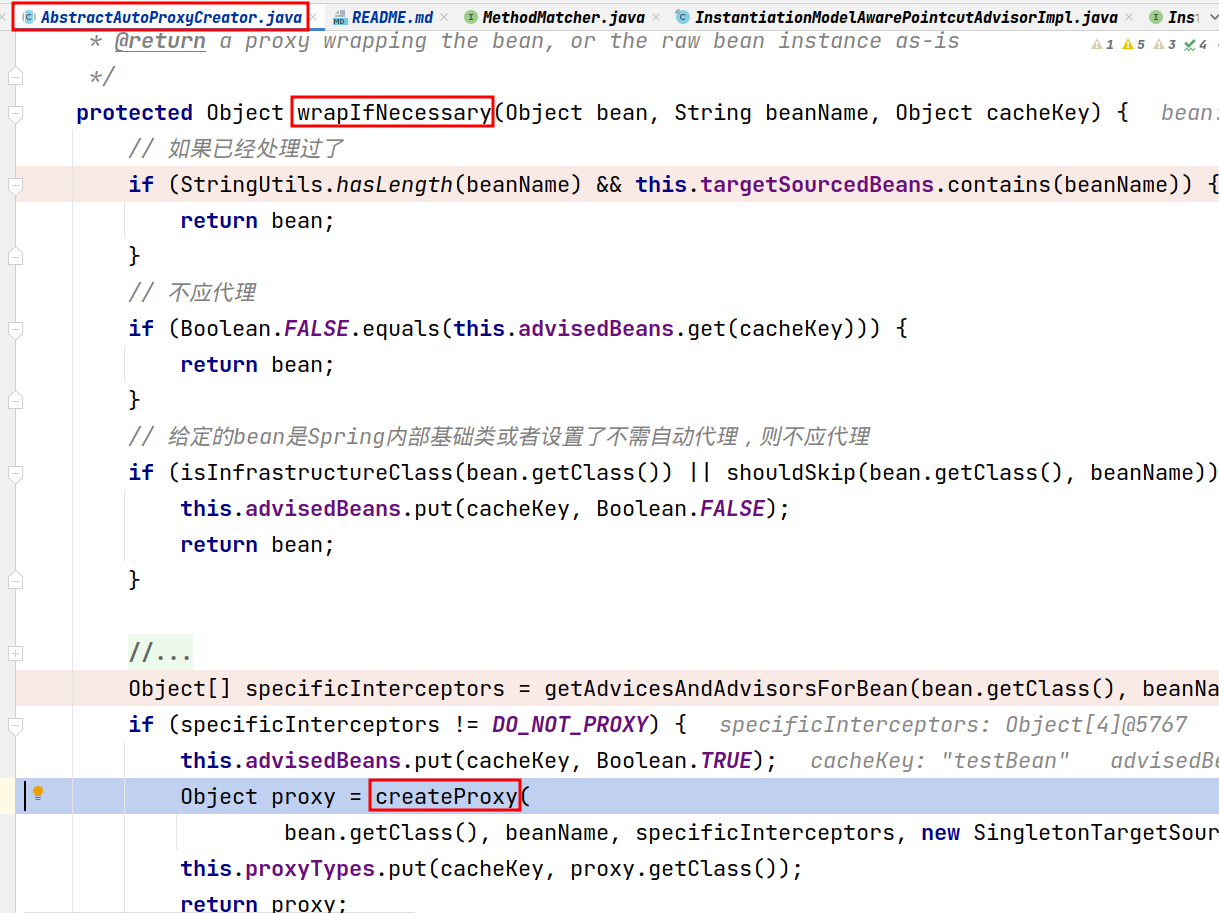 AbstractAutoProxyCreator.java README.md MethodMatcher.java InstantiationModelAwarePointcutAdvisorImpl.java Inst
* @return a proxy wrapping the bean, or the raw bean instance as-is 1 5 3 4
*/
protected Object wrapIfNecessary(Object bean, String beanName, Object cacheKey) { bean:
// 如果已经处理过了
if (StringUtils.hasLength(beanName) && this.targetSourcedBeans.contains(beanName)) {
return bean;
}
// 不应代理
if (Boolean.FALSE.equals(this.advisedBeans.get(cacheKey))) {
return bean;
}
// 给定的bean是Spring内部基础类或者设置了不需自动代理，则不应代理
if (isInfrastructureClass(bean.getClass()) || shouldSkip(bean.getClass(), beanName))
this.advisedBeans.put(cacheKey, Boolean.FALSE);
return bean;
}
//...
Object[] specificInterceptors = getAdvicesAndAdvisorsForBean(bean.getClass(), beanNa
if (specificInterceptors != DO_NOT_PROXY) { specificInterceptors: Object[4]@5767
this.advisedBeans.put(cacheKey, Boolean.TRUE); cacheKey: "testBean" advisedBe
Object proxy = createProxy(
bean.getClass(), beanName, specificInterceptors, new SingletonTargetSour
this.proxyTypes.put(cacheKey, proxy.getClass());
return proxy;